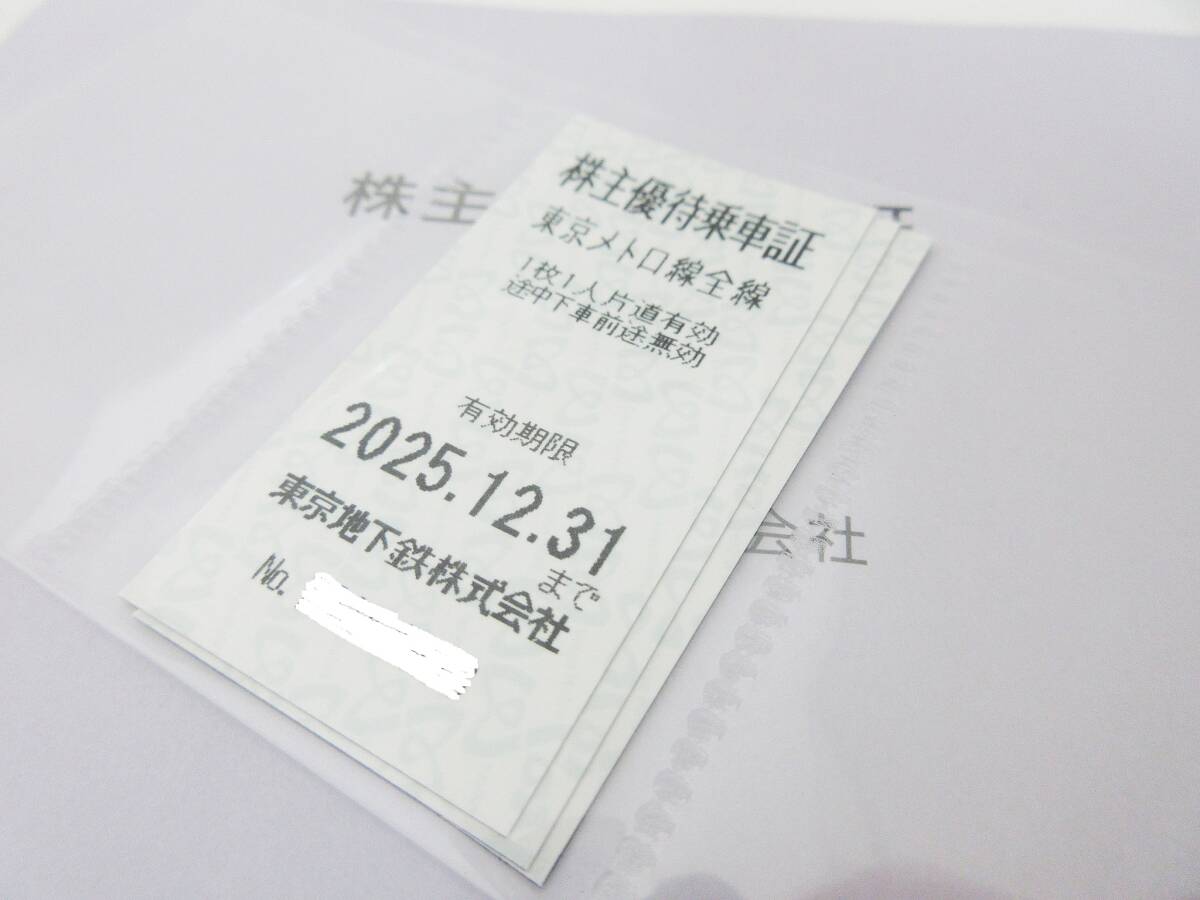 株主優待乗車証
東京メトロ線全線
1枚1人片道有効
途中下車前途無効
有効期限
2025.12.31
まで
東京地下鉄株式会社
No.
株主
会社